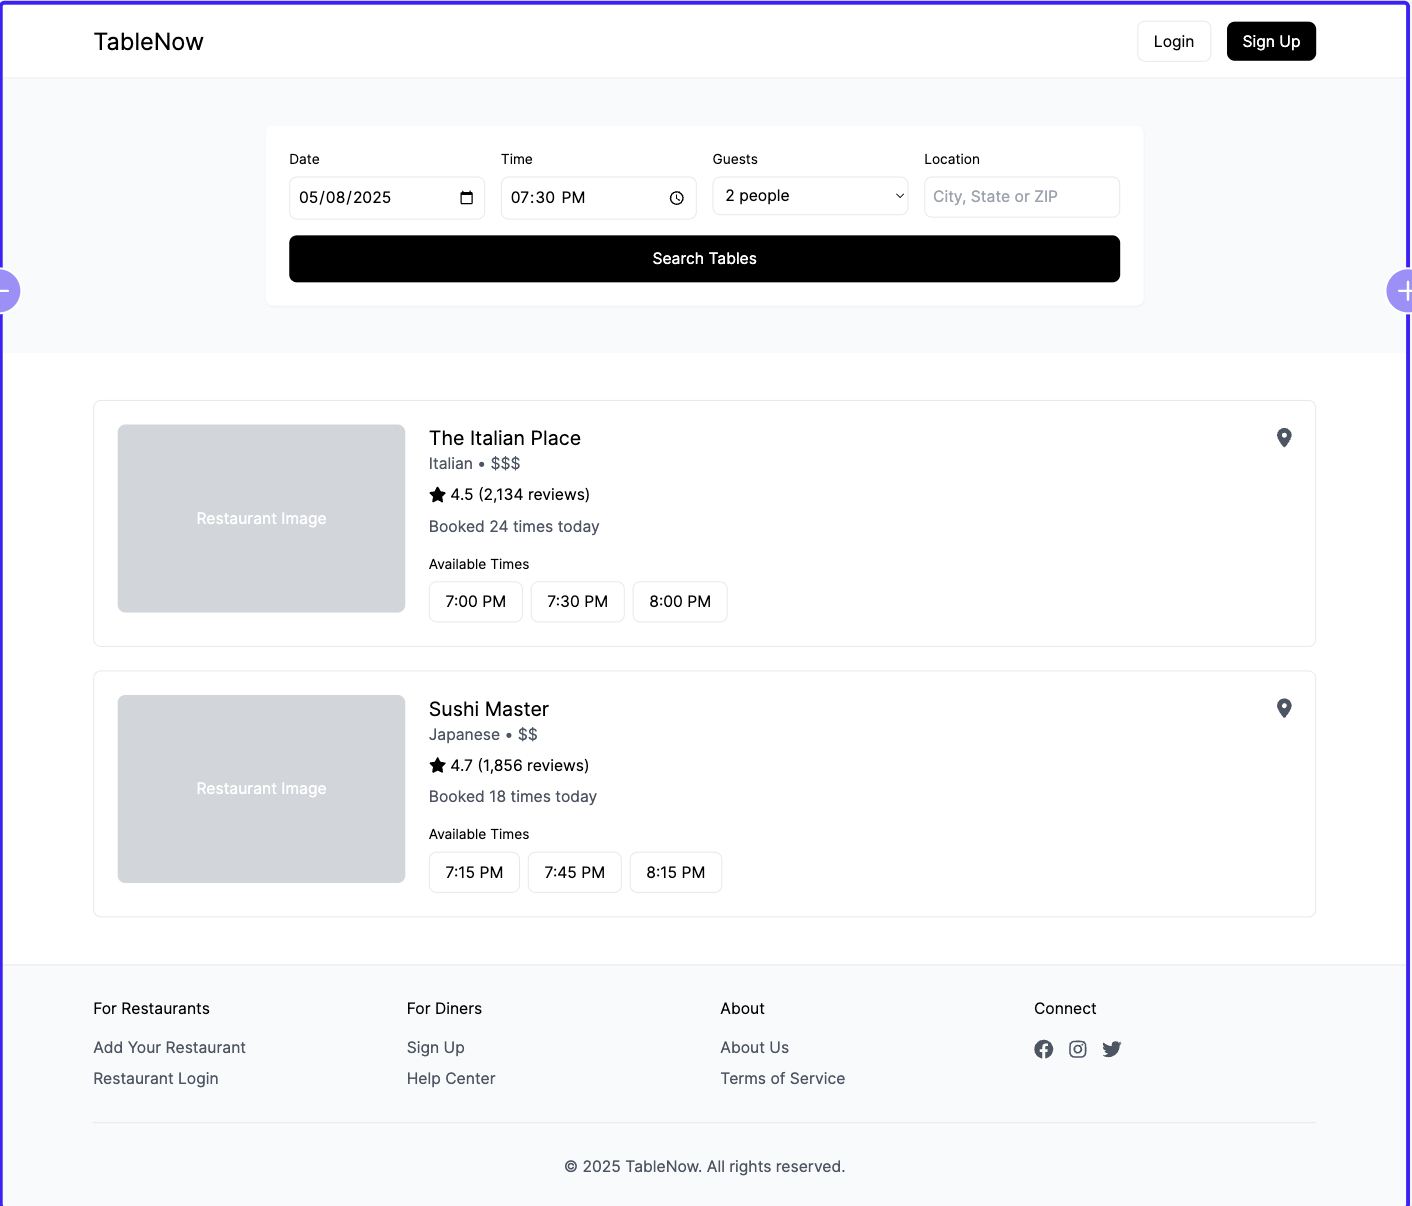 TableNow
Login
Sign Up
Date
Time
Guests
Location
05/08/2025
07:30 PM
2 people
City, State or ZIP
Search Tables
Restaurant Image
The Italian Place
Italian • $$$
4.5 (2,134 reviews)
Booked 24 times today
Available Times
7:00 PM
7:30 PM
8:00 PM
Restaurant Image
Sushi Master
Japanese • $$
4.7 (1,856 reviews)
Booked 18 times today
Available Times
7:15 PM
7:45 PM
8:15 PM
For Restaurants
Add Your Restaurant
Restaurant Login
For Diners
Sign Up
Help Center
About
About Us
Terms of Service
Connect
© 2025 TableNow. All rights reserved.